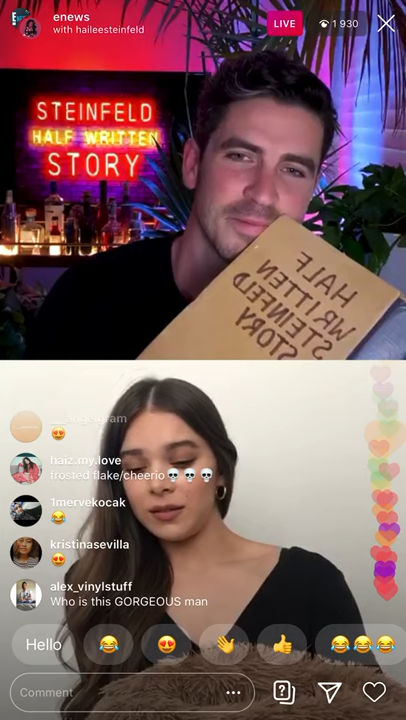 enews
with haileesteinfeld
LIVE
1 930
STEINFELD
HALF WRITTEN
STORY
HALF
WRITTEN
STEINFELD
STORY
haiz.my.love
frosted flake/cheerio💀💀💀
😍
1mervekocak
😂
kristinasevilla
😍
alex_vinylstuff
Who is this GORGEOUS man
Hello 😂 😍 👋 👍 😂😂😂
Comment